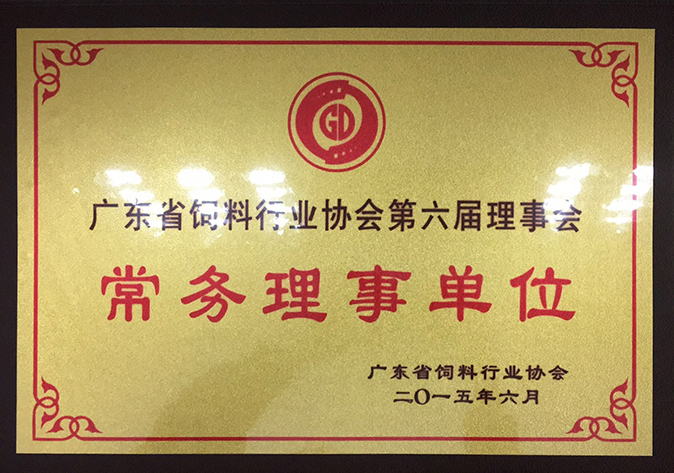 GD
广东省饲料行业协会第六届理事会
常务理事单位
广东省饲料行业协会
二〇一五年六月